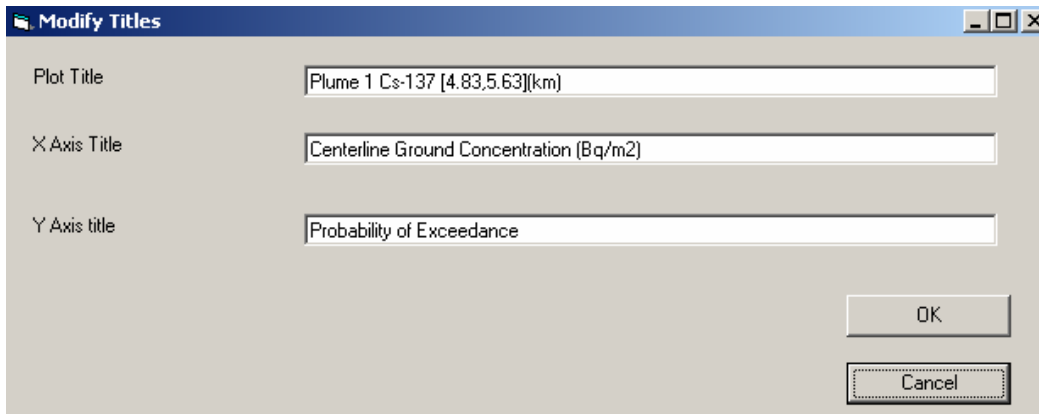 Modify Titles
Plot Title
Plume 1 Cs-137 [4.83,5.63](km)
X Axis Title
Centerline Ground Concentration (Bq/m2)
Y Axis title
Probability of Exceedance
OK
Cancel